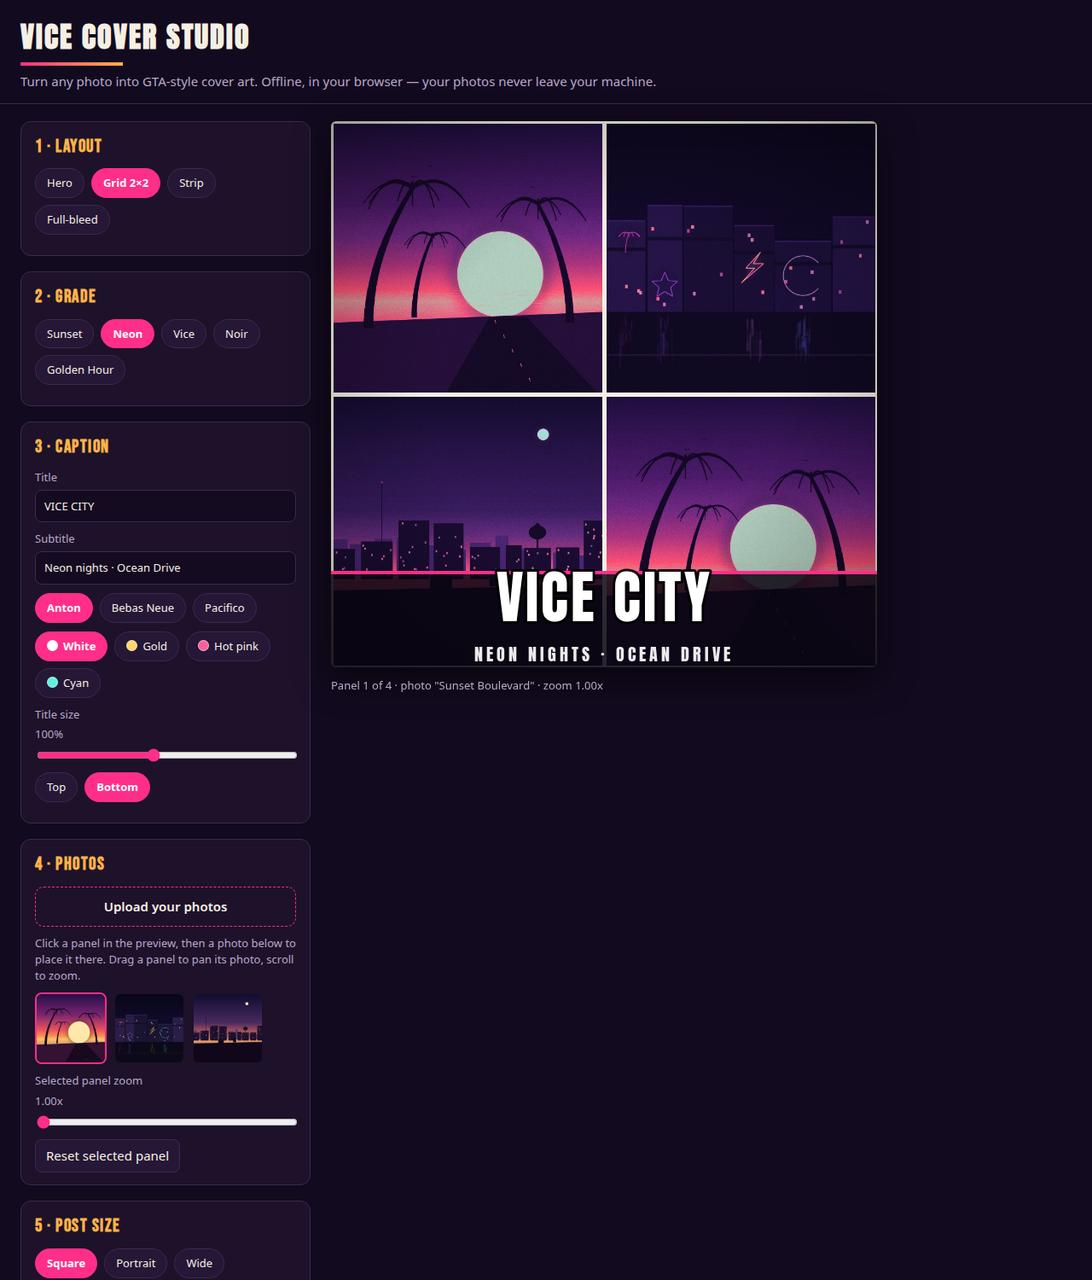 VICE COVER STUDIO
Turn any photo into GTA-style cover art. Offline, in your browser — your photos never leave your machine.
1 · LAYOUT
Hero
Grid 2×2
Strip
Full-bleed
2 · GRADE
Sunset
Neon
Vice
Noir
Golden Hour
3 · CAPTION
Title
VICE CITY
Subtitle
Neon nights · Ocean Drive
Anton
Bebas Neue
Pacifico
White
Gold
Hot pink
Cyan
Title size
100%
Top
Bottom
4 · PHOTOS
Upload your photos
Click a panel in the preview, then a photo below to
place it there. Drag a panel to pan its photo, scroll
to zoom.
Selected panel zoom
1.00x
Reset selected panel
5 · POST SIZE
Square
Portrait
Wide
VICE CITY
NEON NIGHTS · OCEAN DRIVE
Panel 1 of 4 · photo "Sunset Boulevard" · zoom 1.00x